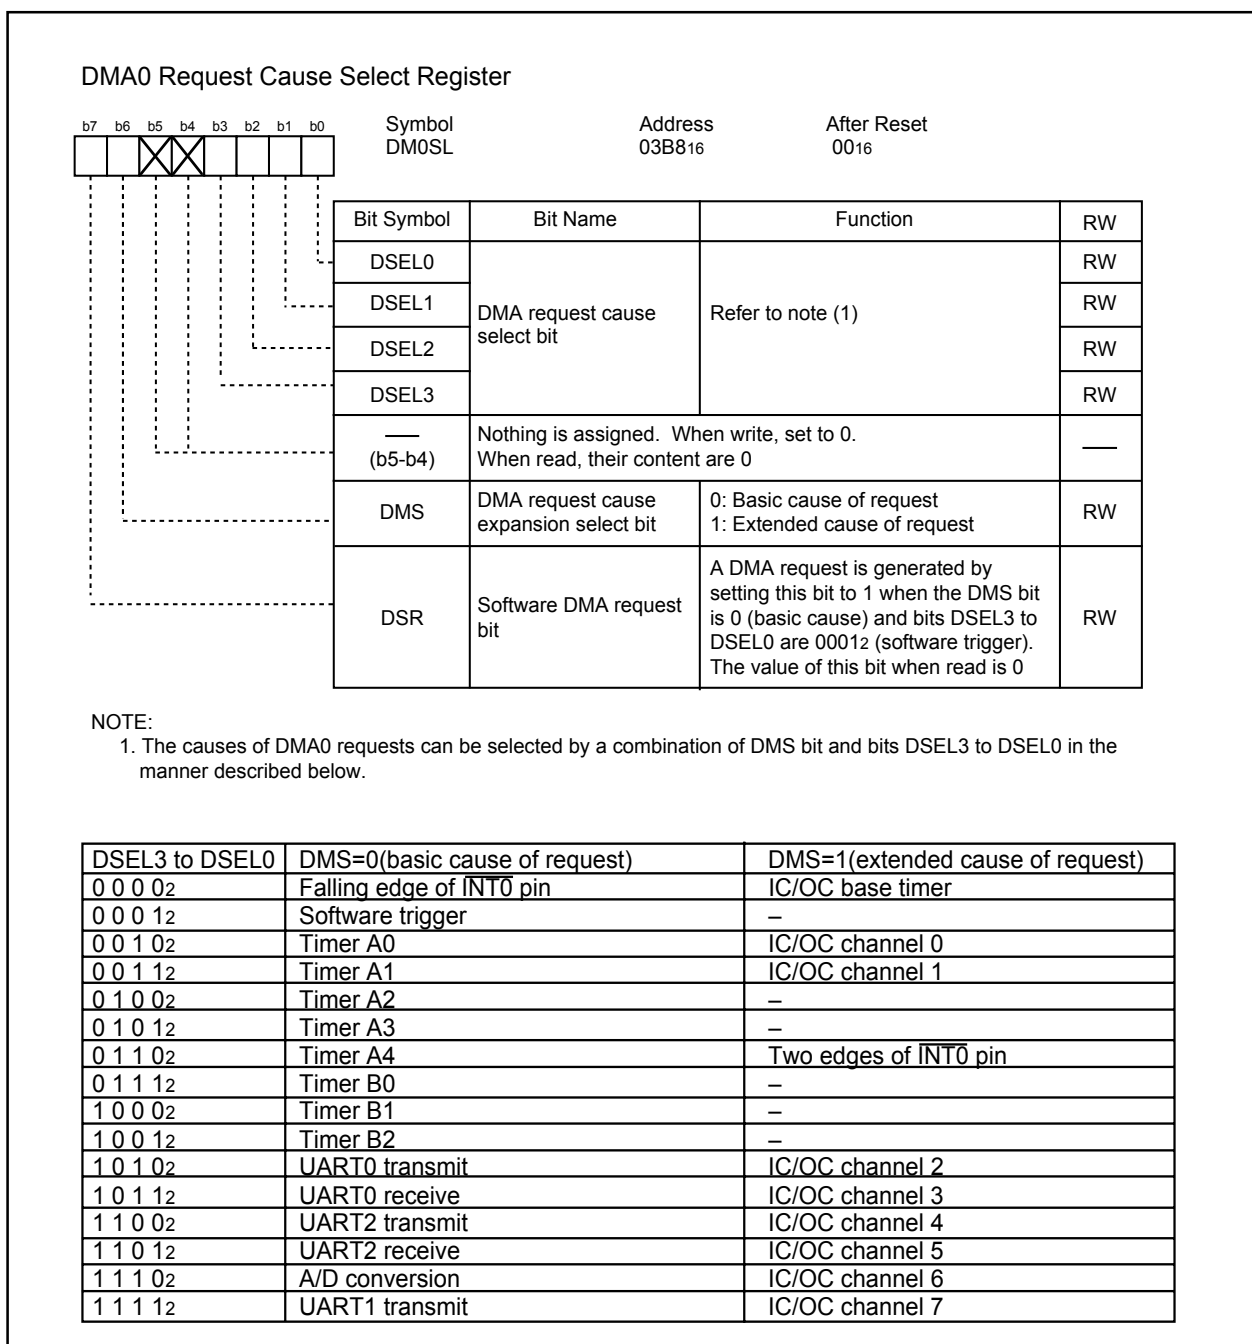 DMA0 Request Cause Select Register
b7 b6 b5 b4 b3 b2 b1 b0
Symbol Address After Reset
DM0SL 03B816 0016
Bit Symbol Bit Name Function RW
DSEL0 RW
DSEL1 RW
DMA request cause select bit Refer to note (1)
DSEL2 RW
DSEL3 RW
— (b5-b4) Nothing is assigned. When write, set to 0. —
When read, their content are 0
DMS DMA request cause expansion select bit 0: Basic cause of request RW
1: Extended cause of request
DSR Software DMA request bit A DMA request is generated by RW
setting this bit to 1 when the DMS bit
is 0 (basic cause) and bits DSEL3 to
DSEL0 are 00012 (software trigger).
The value of this bit when read is 0
NOTE:
1. The causes of DMA0 requests can be selected by a combination of DMS bit and bits DSEL3 to DSEL0 in the
manner described below.
DSEL3 to DSEL0 DMS=0(basic cause of request) DMS=1(extended cause of request)
0 0 0 02 Falling edge of INT0 pin IC/OC base timer
0 0 0 12 Software trigger –
0 0 1 02 Timer A0 IC/OC channel 0
0 0 1 12 Timer A1 IC/OC channel 1
0 1 0 02 Timer A2 –
0 1 0 12 Timer A3 –
0 1 1 02 Timer A4 Two edges of INT0 pin
0 1 1 12 Timer B0 –
1 0 0 02 Timer B1 –
1 0 0 12 Timer B2 –
1 0 1 02 UART0 transmit IC/OC channel 2
1 0 1 12 UART0 receive IC/OC channel 3
1 1 0 02 UART2 transmit IC/OC channel 4
1 1 0 12 UART2 receive IC/OC channel 5
1 1 1 02 A/D conversion IC/OC channel 6
1 1 1 12 UART1 transmit IC/OC channel 7